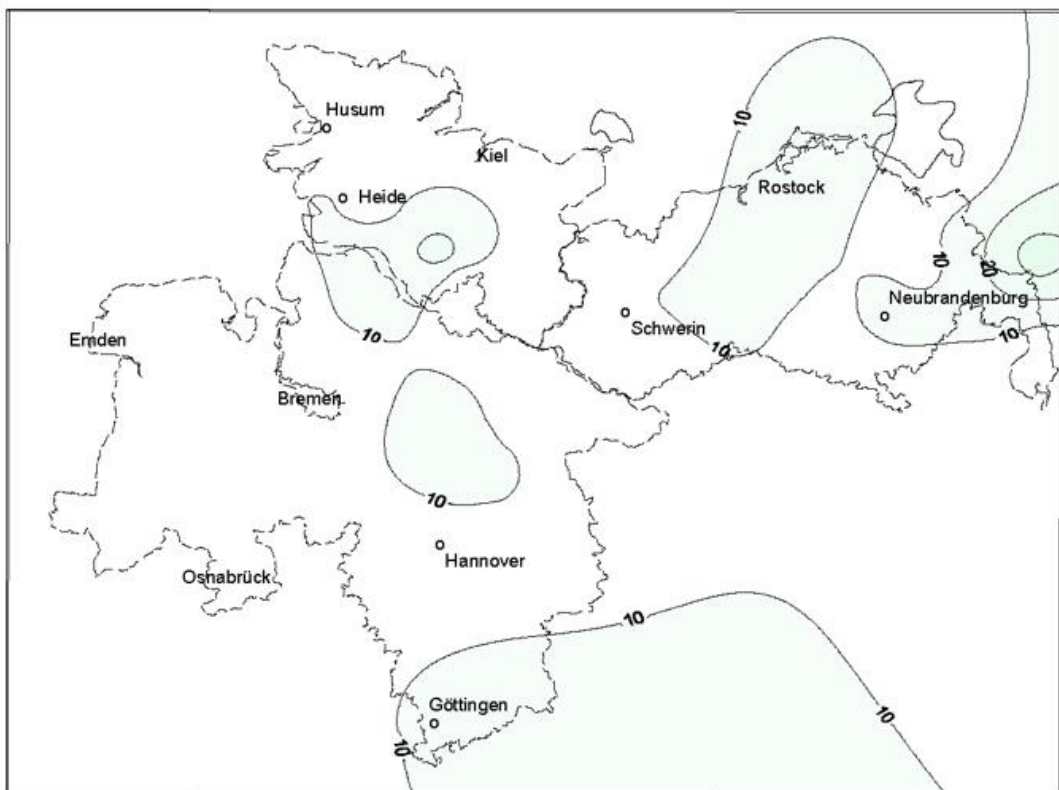 Husum
10
Kiel
Rostock
Heide
10
20
Neubrandenburg
Schwerin
Emden
10
10
10
Bremen
10
Hannover
Osnabrück
10
Göttingen
10
10